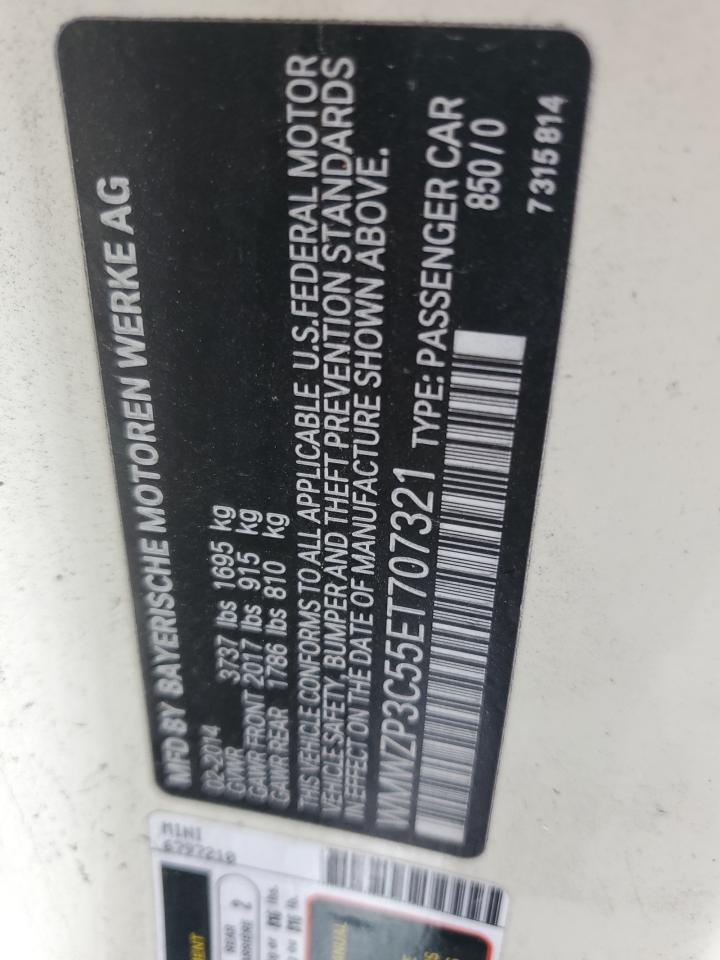 MFD BY BAYERISCHE MOTOREN WERKE AG
02-2014
GVWR 3737 lbs 1695 kg
GAWR FRONT 2017 lbs 915 kg
GAWR REAR 1786 lbs 810 kg
THIS VEHICLE CONFORMS TO ALL APPLICABLE U.S.FEDERAL MOTOR
VEHICLE SAFETY, BUMPER AND THEFT PREVENTION STANDARDS
IN EFFECT ON THE DATE OF MANUFACTURE SHOWN ABOVE.
WMWZP3C55ET707321 TYPE: PASSENGER CAR
850/0
7 315 814
MINI
6797210
REAR
2